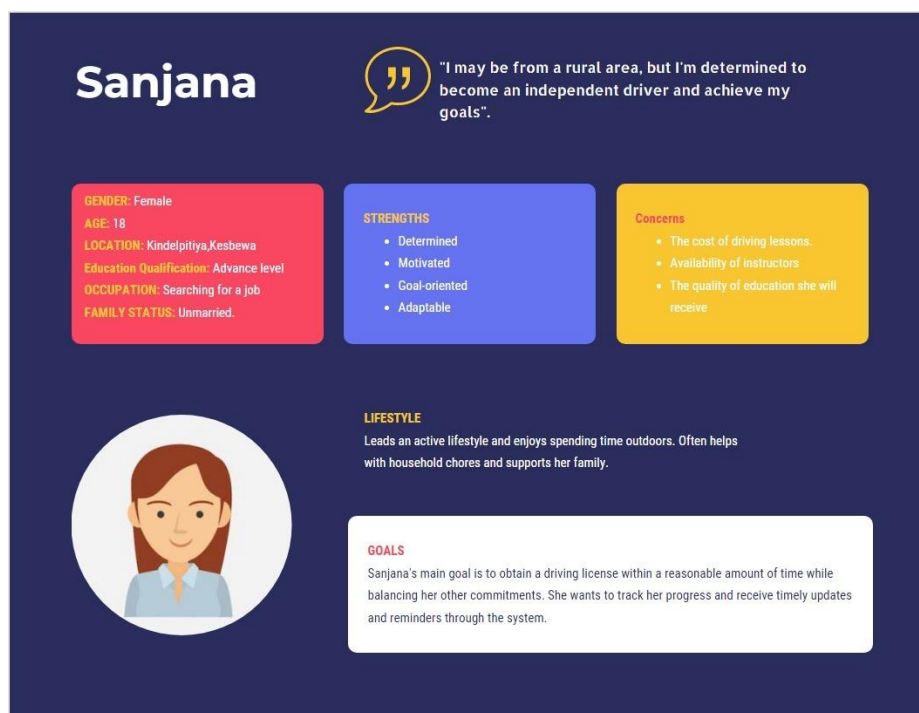 Sanjana
"I may be from a rural area, but I'm determined to
become an independent driver and achieve my
goals".
GENDER: Female
AGE: 18
LOCATION: Kindelpitiya,Kesbewa
Education Qualification: Advance level
OCCUPATION: Searching for a job
FAMILY STATUS: Unmarried.
STRENGTHS
• Determined
• Motivated
• Goal-oriented
• Adaptable
Concerns
• The cost of driving lessons.
• Availability of instructors
• The quality of education she will
receive
LIFESTYLE
Leads an active lifestyle and enjoys spending time outdoors. Often helps
with household chores and supports her family.
GOALS
Sanjana's main goal is to obtain a driving license within a reasonable amount of time while
balancing her other commitments. She wants to track her progress and receive timely updates
and reminders through the system.